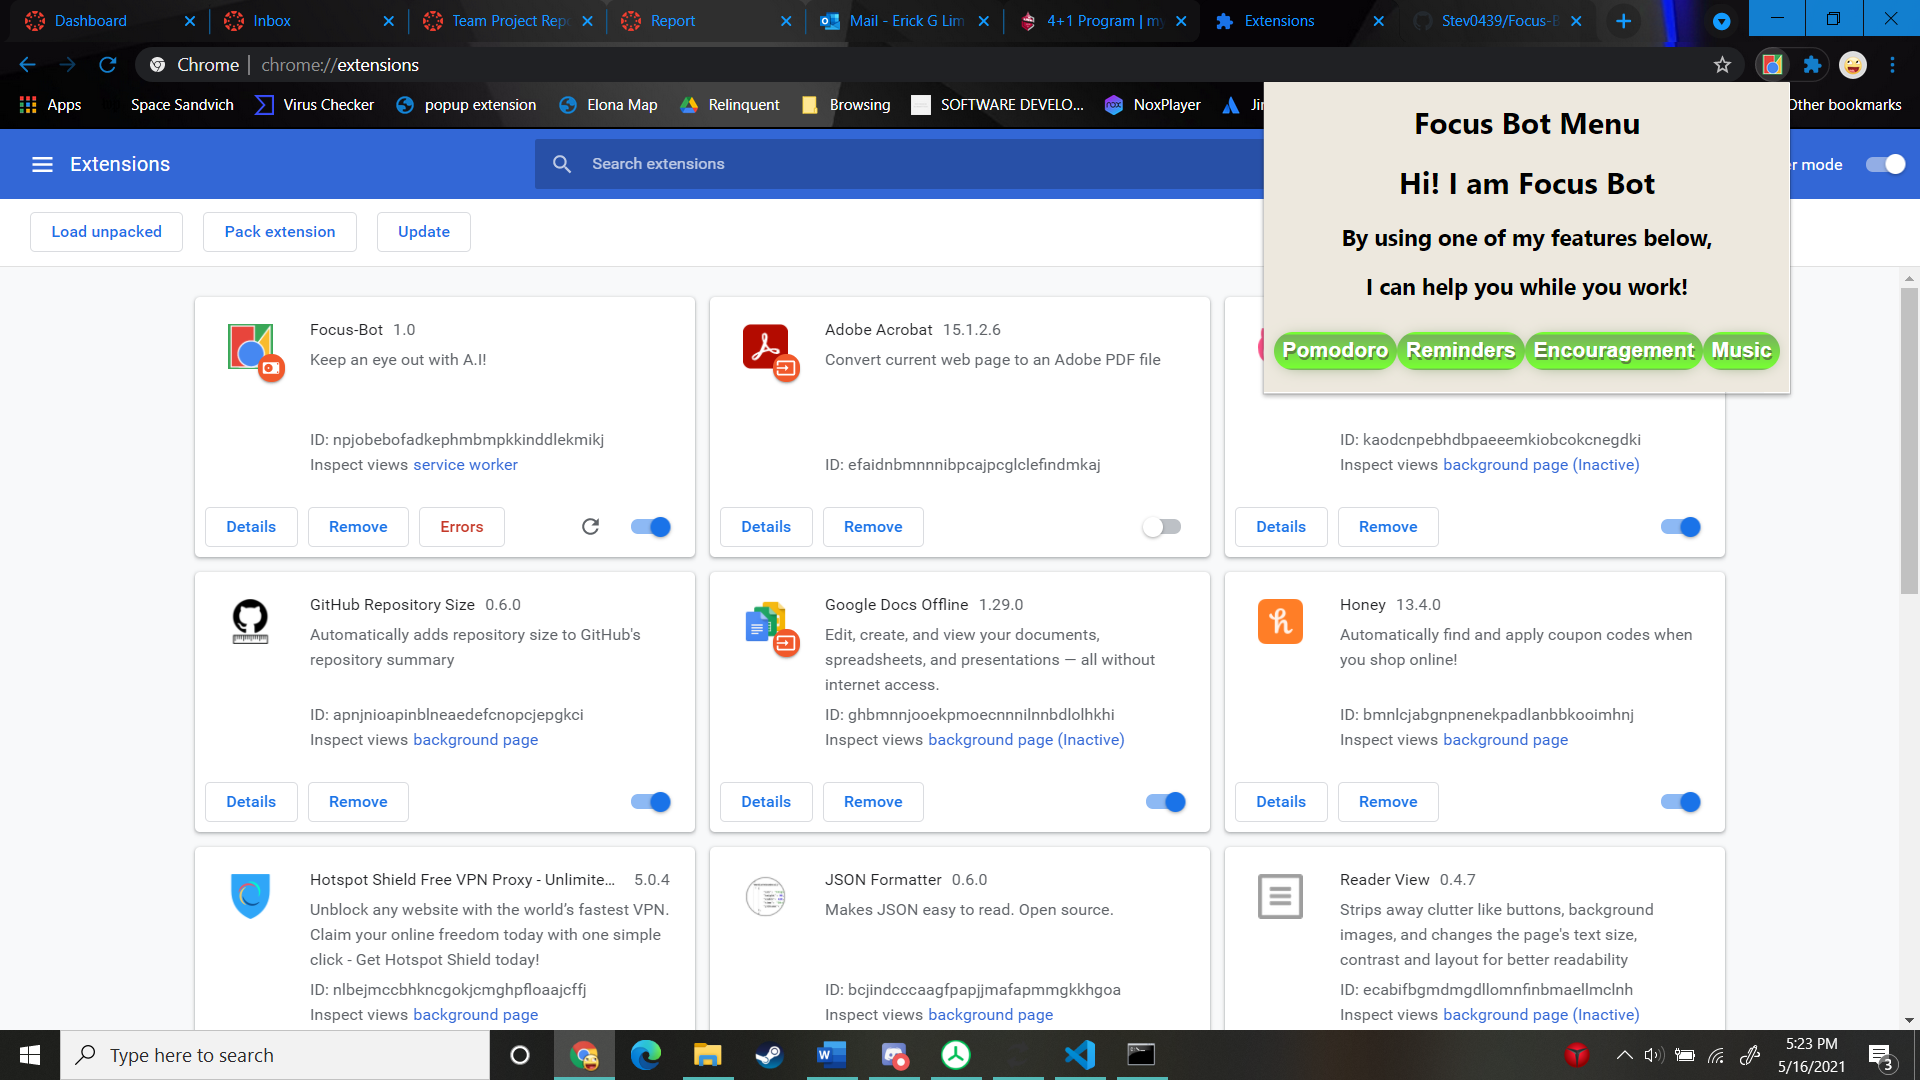 Dashboard
Inbox
Team Project Rep
Report
Mail - Erick G Lim
4+1 Program | my
Extensions
Stev0439/Focus-B
Chrome | chrome://extensions
Apps
Space Sandvich
Virus Checker
popup extension
Elona Map
Relinquent
Browsing
SOFTWARE DEVELO...
NoxPlayer
Other bookmarks
Focus Bot Menu
Hi! I am Focus Bot
By using one of my features below,
I can help you while you work!
Pomodoro Reminders Encouragement Music
Extensions
Search extensions
er mode
Load unpacked
Pack extension
Update
Focus-Bot 1.0
Keep an eye out with A.I!
ID: npjobebofadkephmbmpkkinddlekmikj
Inspect views service worker
Details Remove Errors
Adobe Acrobat 15.1.2.6
Convert current web page to an Adobe PDF file
ID: efaidnbmnnnibpcajpcglclefindmkaj
Details Remove
ID: kaodcnpebhdbpaeeemkiobcokcnegdki
Inspect views background page (Inactive)
Details Remove
GitHub Repository Size 0.6.0
Automatically adds repository size to GitHub's
repository summary
ID: apnjnioapinblneaedefcnopcjepgkci
Inspect views background page
Details Remove
Google Docs Offline 1.29.0
Edit, create, and view your documents,
spreadsheets, and presentations — all without
internet access.
ID: ghbmnnjooekpmoecnnnilnnbdlolhkhi
Inspect views background page (Inactive)
Details Remove
Honey 13.4.0
Automatically find and apply coupon codes when
you shop online!
ID: bmnlcjabgnpnenekpadlanbbkooimhnj
Inspect views background page
Details Remove
Hotspot Shield Free VPN Proxy - Unlimite... 5.0.4
Unblock any website with the world's fastest VPN.
Claim your online freedom today with one simple
click - Get Hotspot Shield today!
ID: nlbejmccbhkncgokjcmghpfloaajcffj
Inspect views background page
JSON Formatter 0.6.0
Makes JSON easy to read. Open source.
ID: bcjindcccaagfpapjjmafapmmgkkhgoa
Inspect views background page
Reader View 0.4.7
Strips away clutter like buttons, background
images, and changes the page's text size,
contrast and layout for better readability
ID: ecabifbgmdmgdllomnfinbmaellmclnh
Inspect views background page (Inactive)
Type here to search
5:23 PM
5/16/2021
3